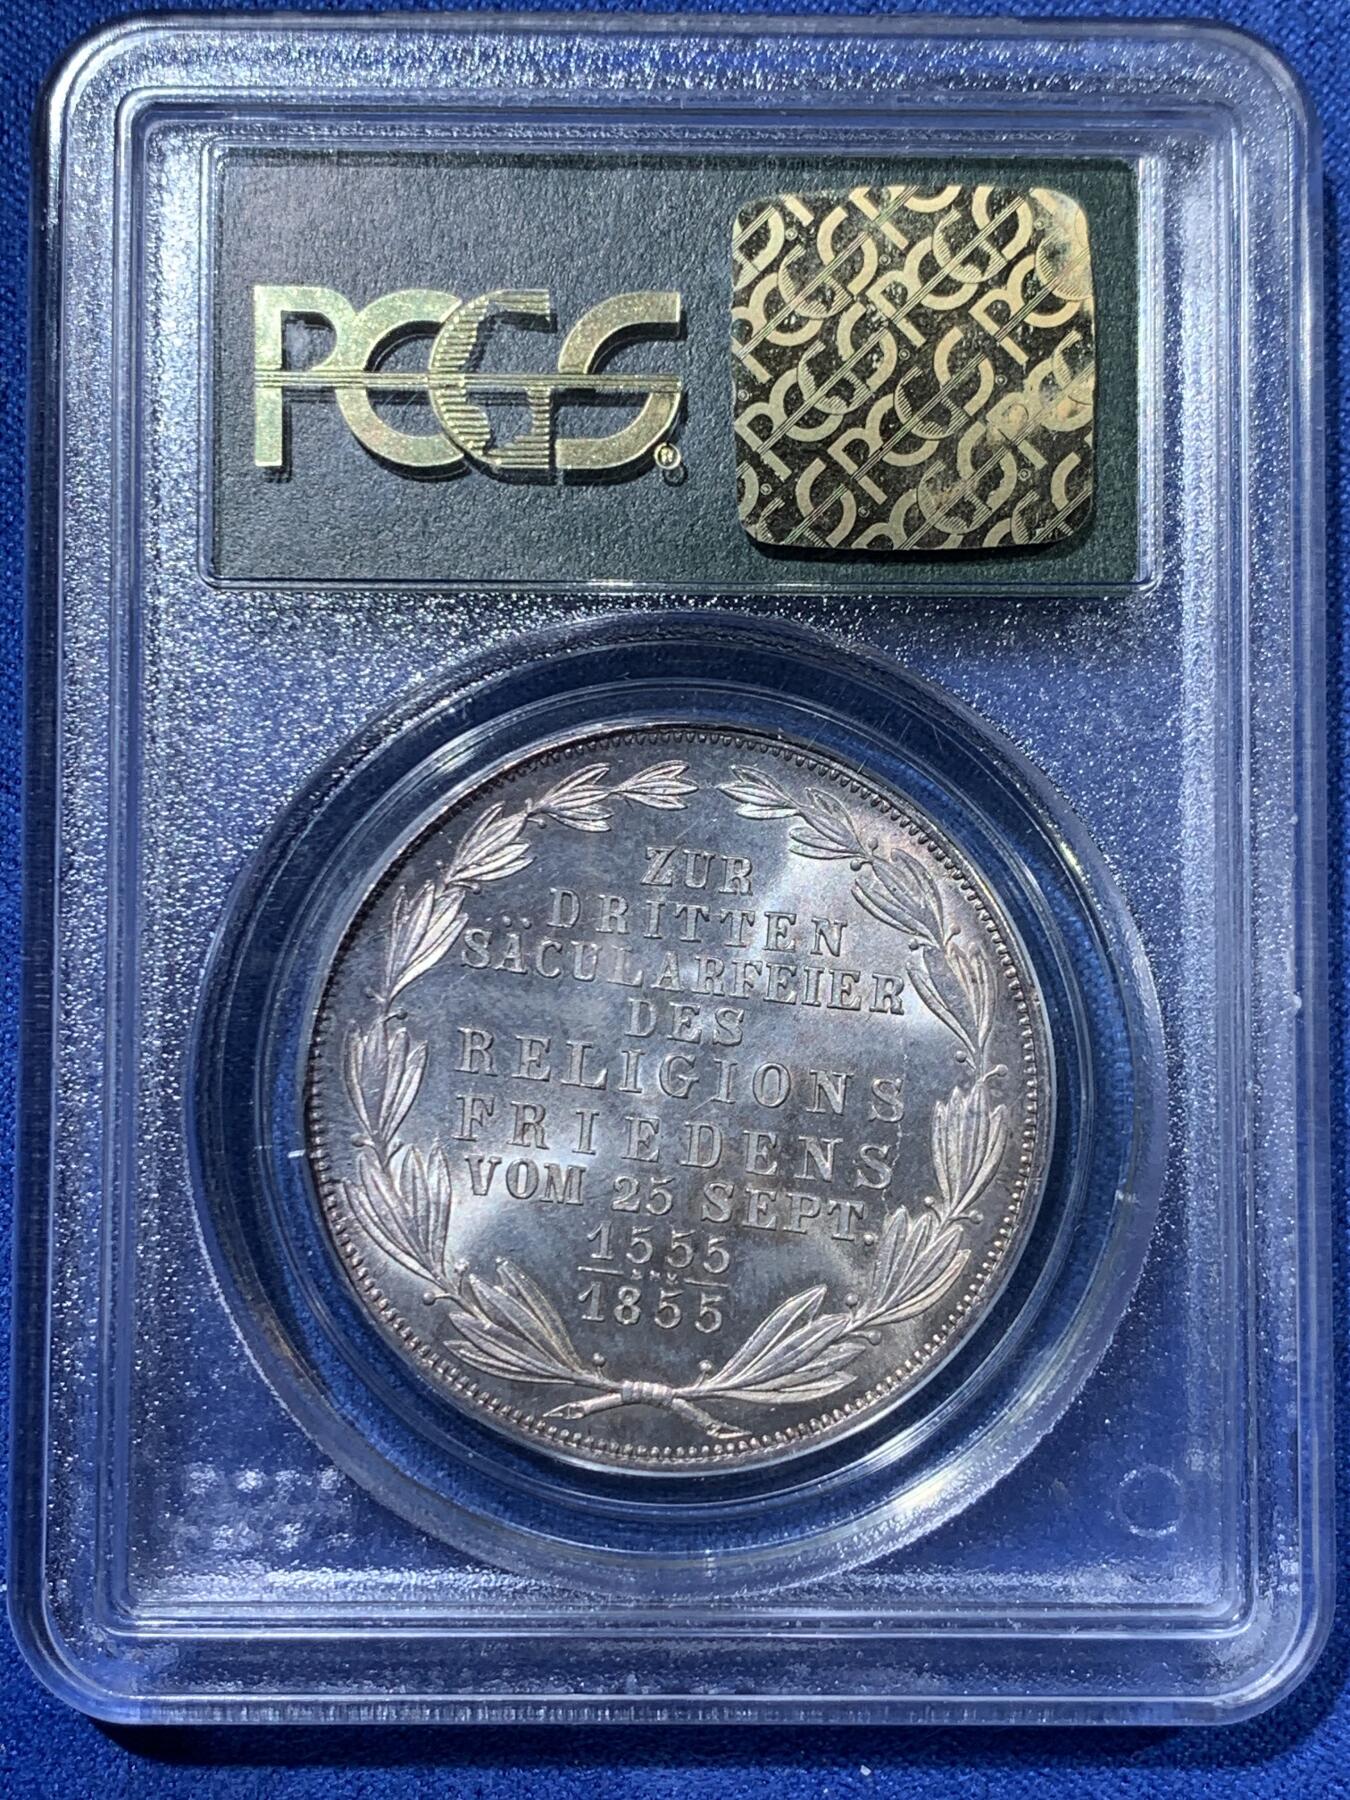 PCGS®
ZUR
DRITTEN
SÄCULARFEIER
DES
RELIGIONS
FRIEDENS
VOM 25 SEPT.
1555
1855